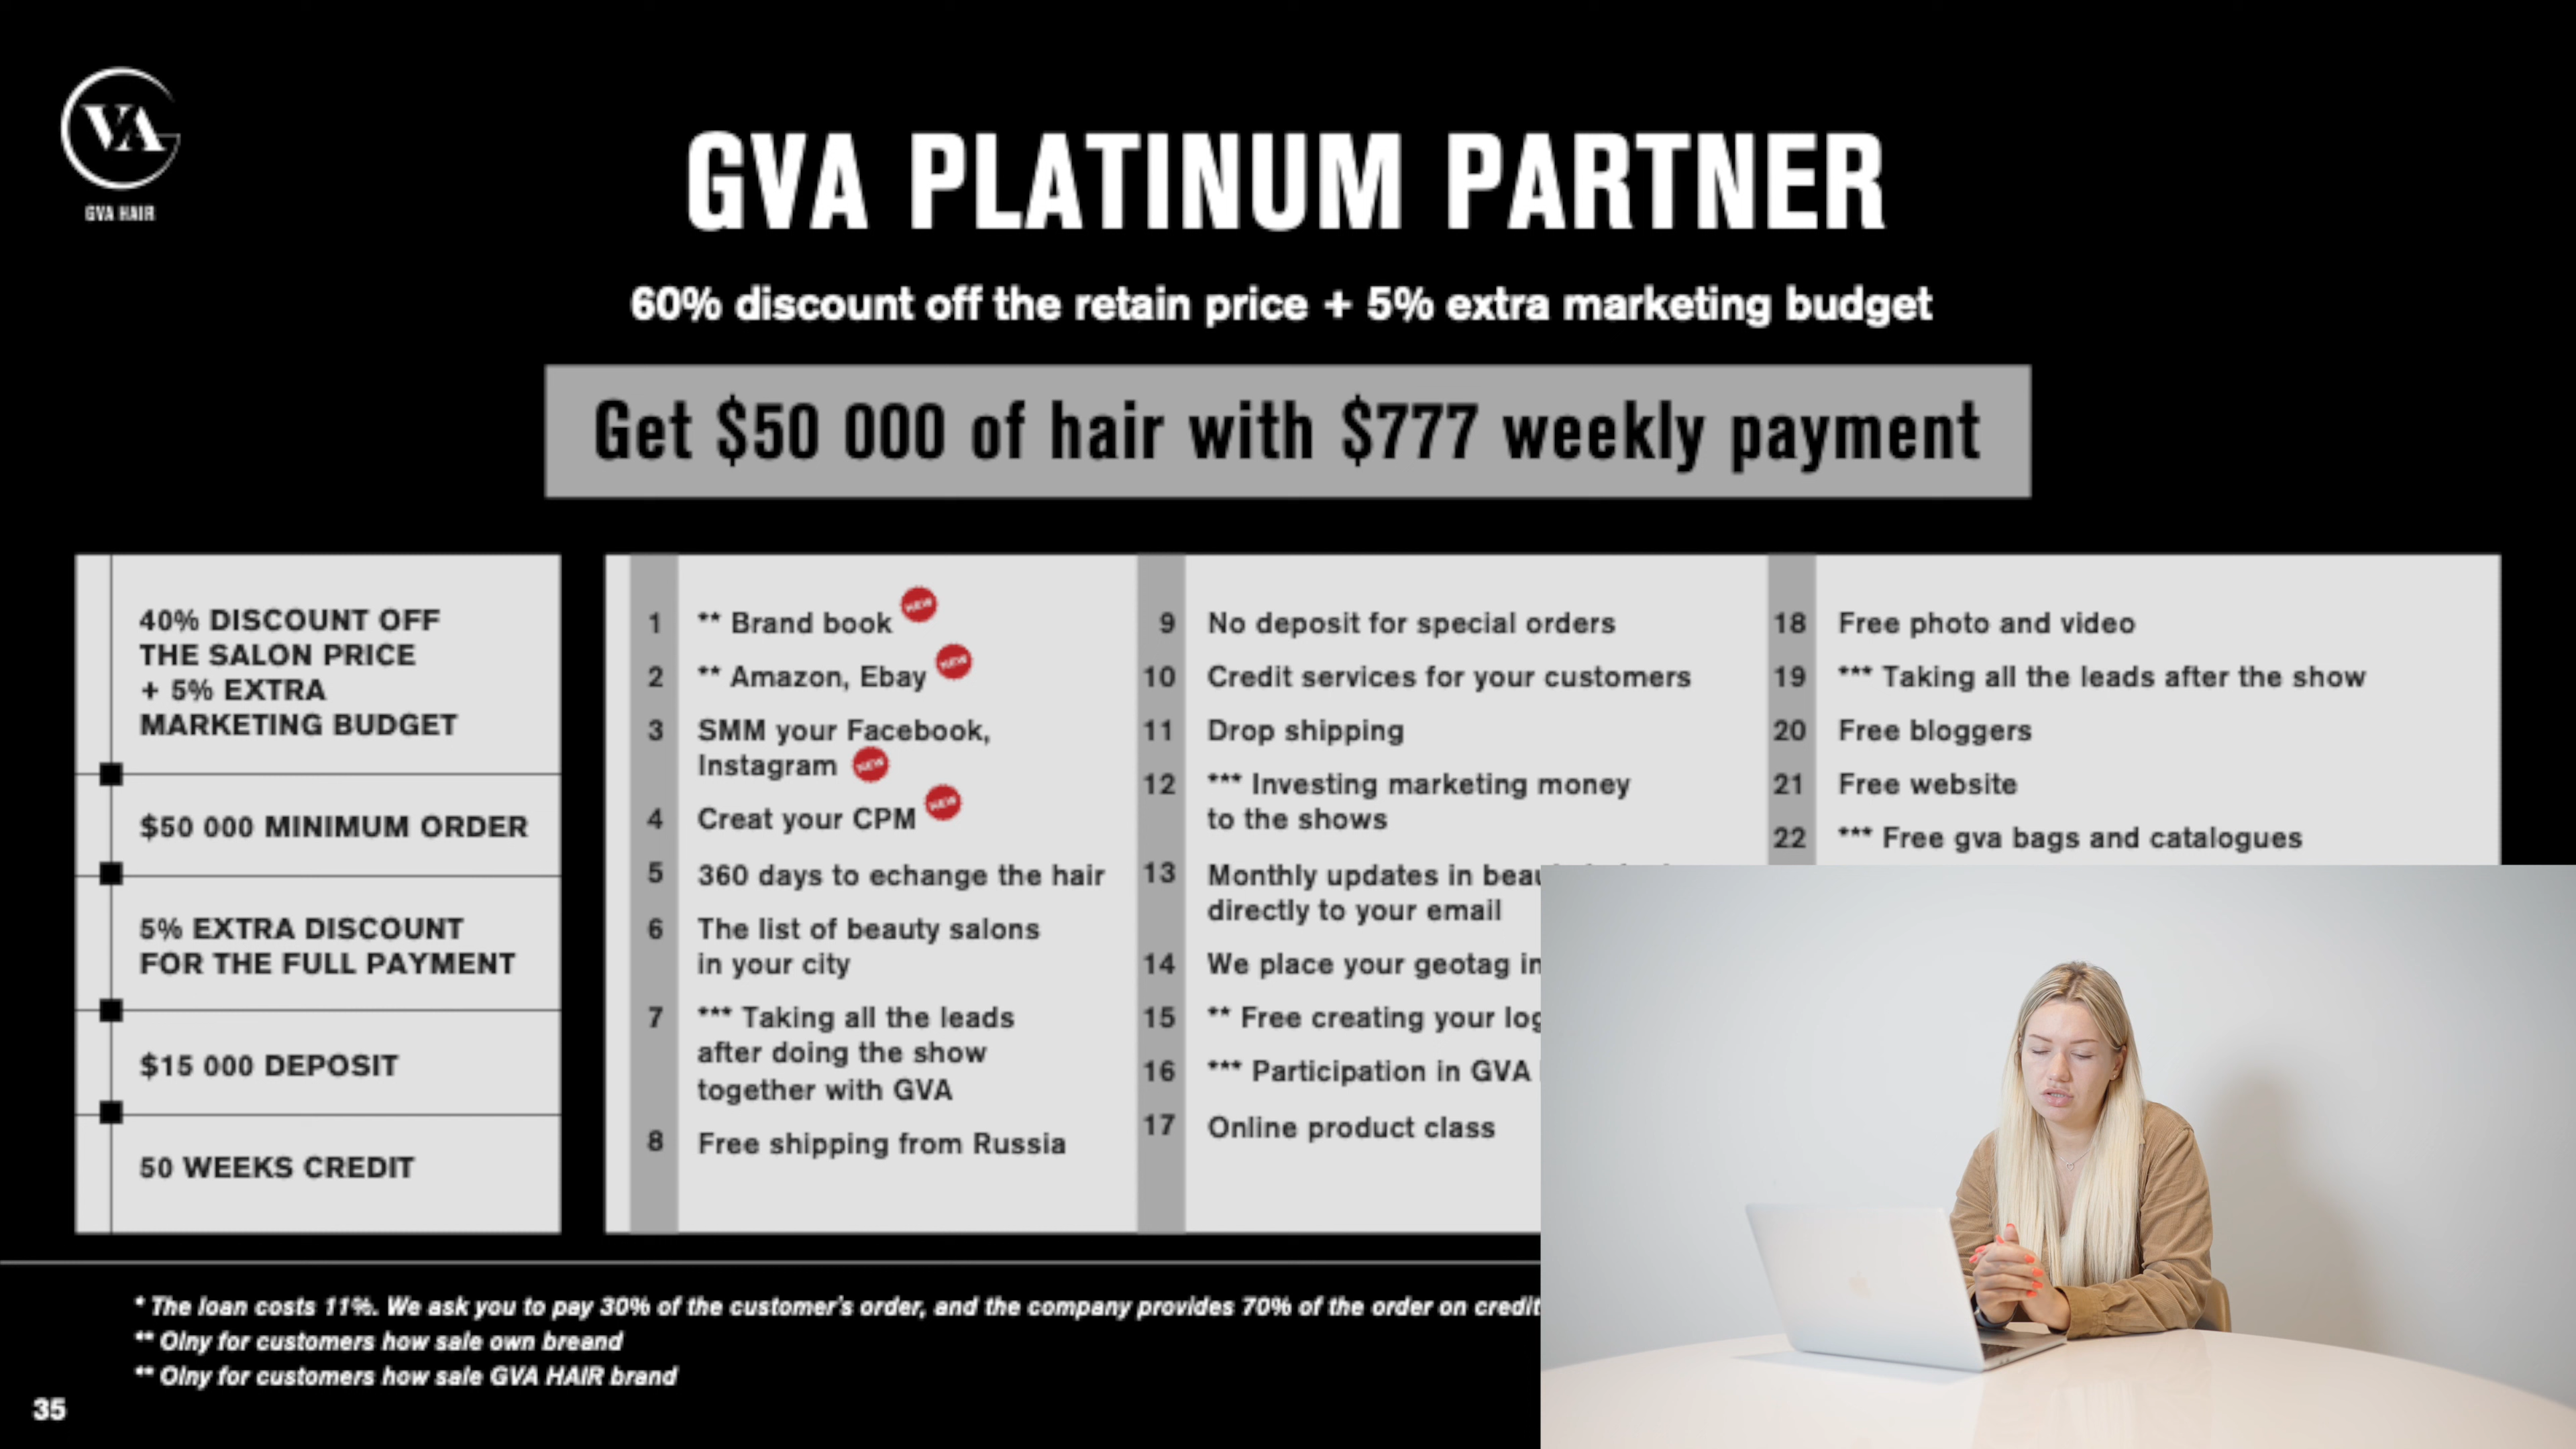 VA
GVA HAIR
GVA PLATINUM PARTNER
60% discount off the retain price + 5% extra marketing budget
Get $50 000 of hair with $777 weekly payment
40% DISCOUNT OFF
THE SALON PRICE
+ 5% EXTRA
MARKETING BUDGET
$50 000 MINIMUM ORDER
5% EXTRA DISCOUNT
FOR THE FULL PAYMENT
$15 000 DEPOSIT
50 WEEKS CREDIT
1 ** Brand book NEW
2 ** Amazon, Ebay NEW
3 SMM your Facebook,
Instagram NEW
4 Creat your CPM NEW
5 360 days to echange the hair
6 The list of beauty salons
in your city
7 *** Taking all the leads
after doing the show
together with GVA
8 Free shipping from Russia
9 No deposit for special orders
10 Credit services for your customers
11 Drop shipping
12 *** Investing marketing money
to the shows
13 Monthly updates in
directly to your email
14 We place your geotag
15 ** Free creating your
16 *** Participation in GVA
17 Online product class
18 Free photo and video
19 *** Taking all the leads after the show
20 Free bloggers
21 Free website
22 *** Free gva bags and catalogues
* The loan costs 11%. We ask you to pay 30% of the customer's order, and the company provides 70% of the order on credit
** Olny for customers how sale own breand
** Olny for customers how sale GVA HAIR brand
35